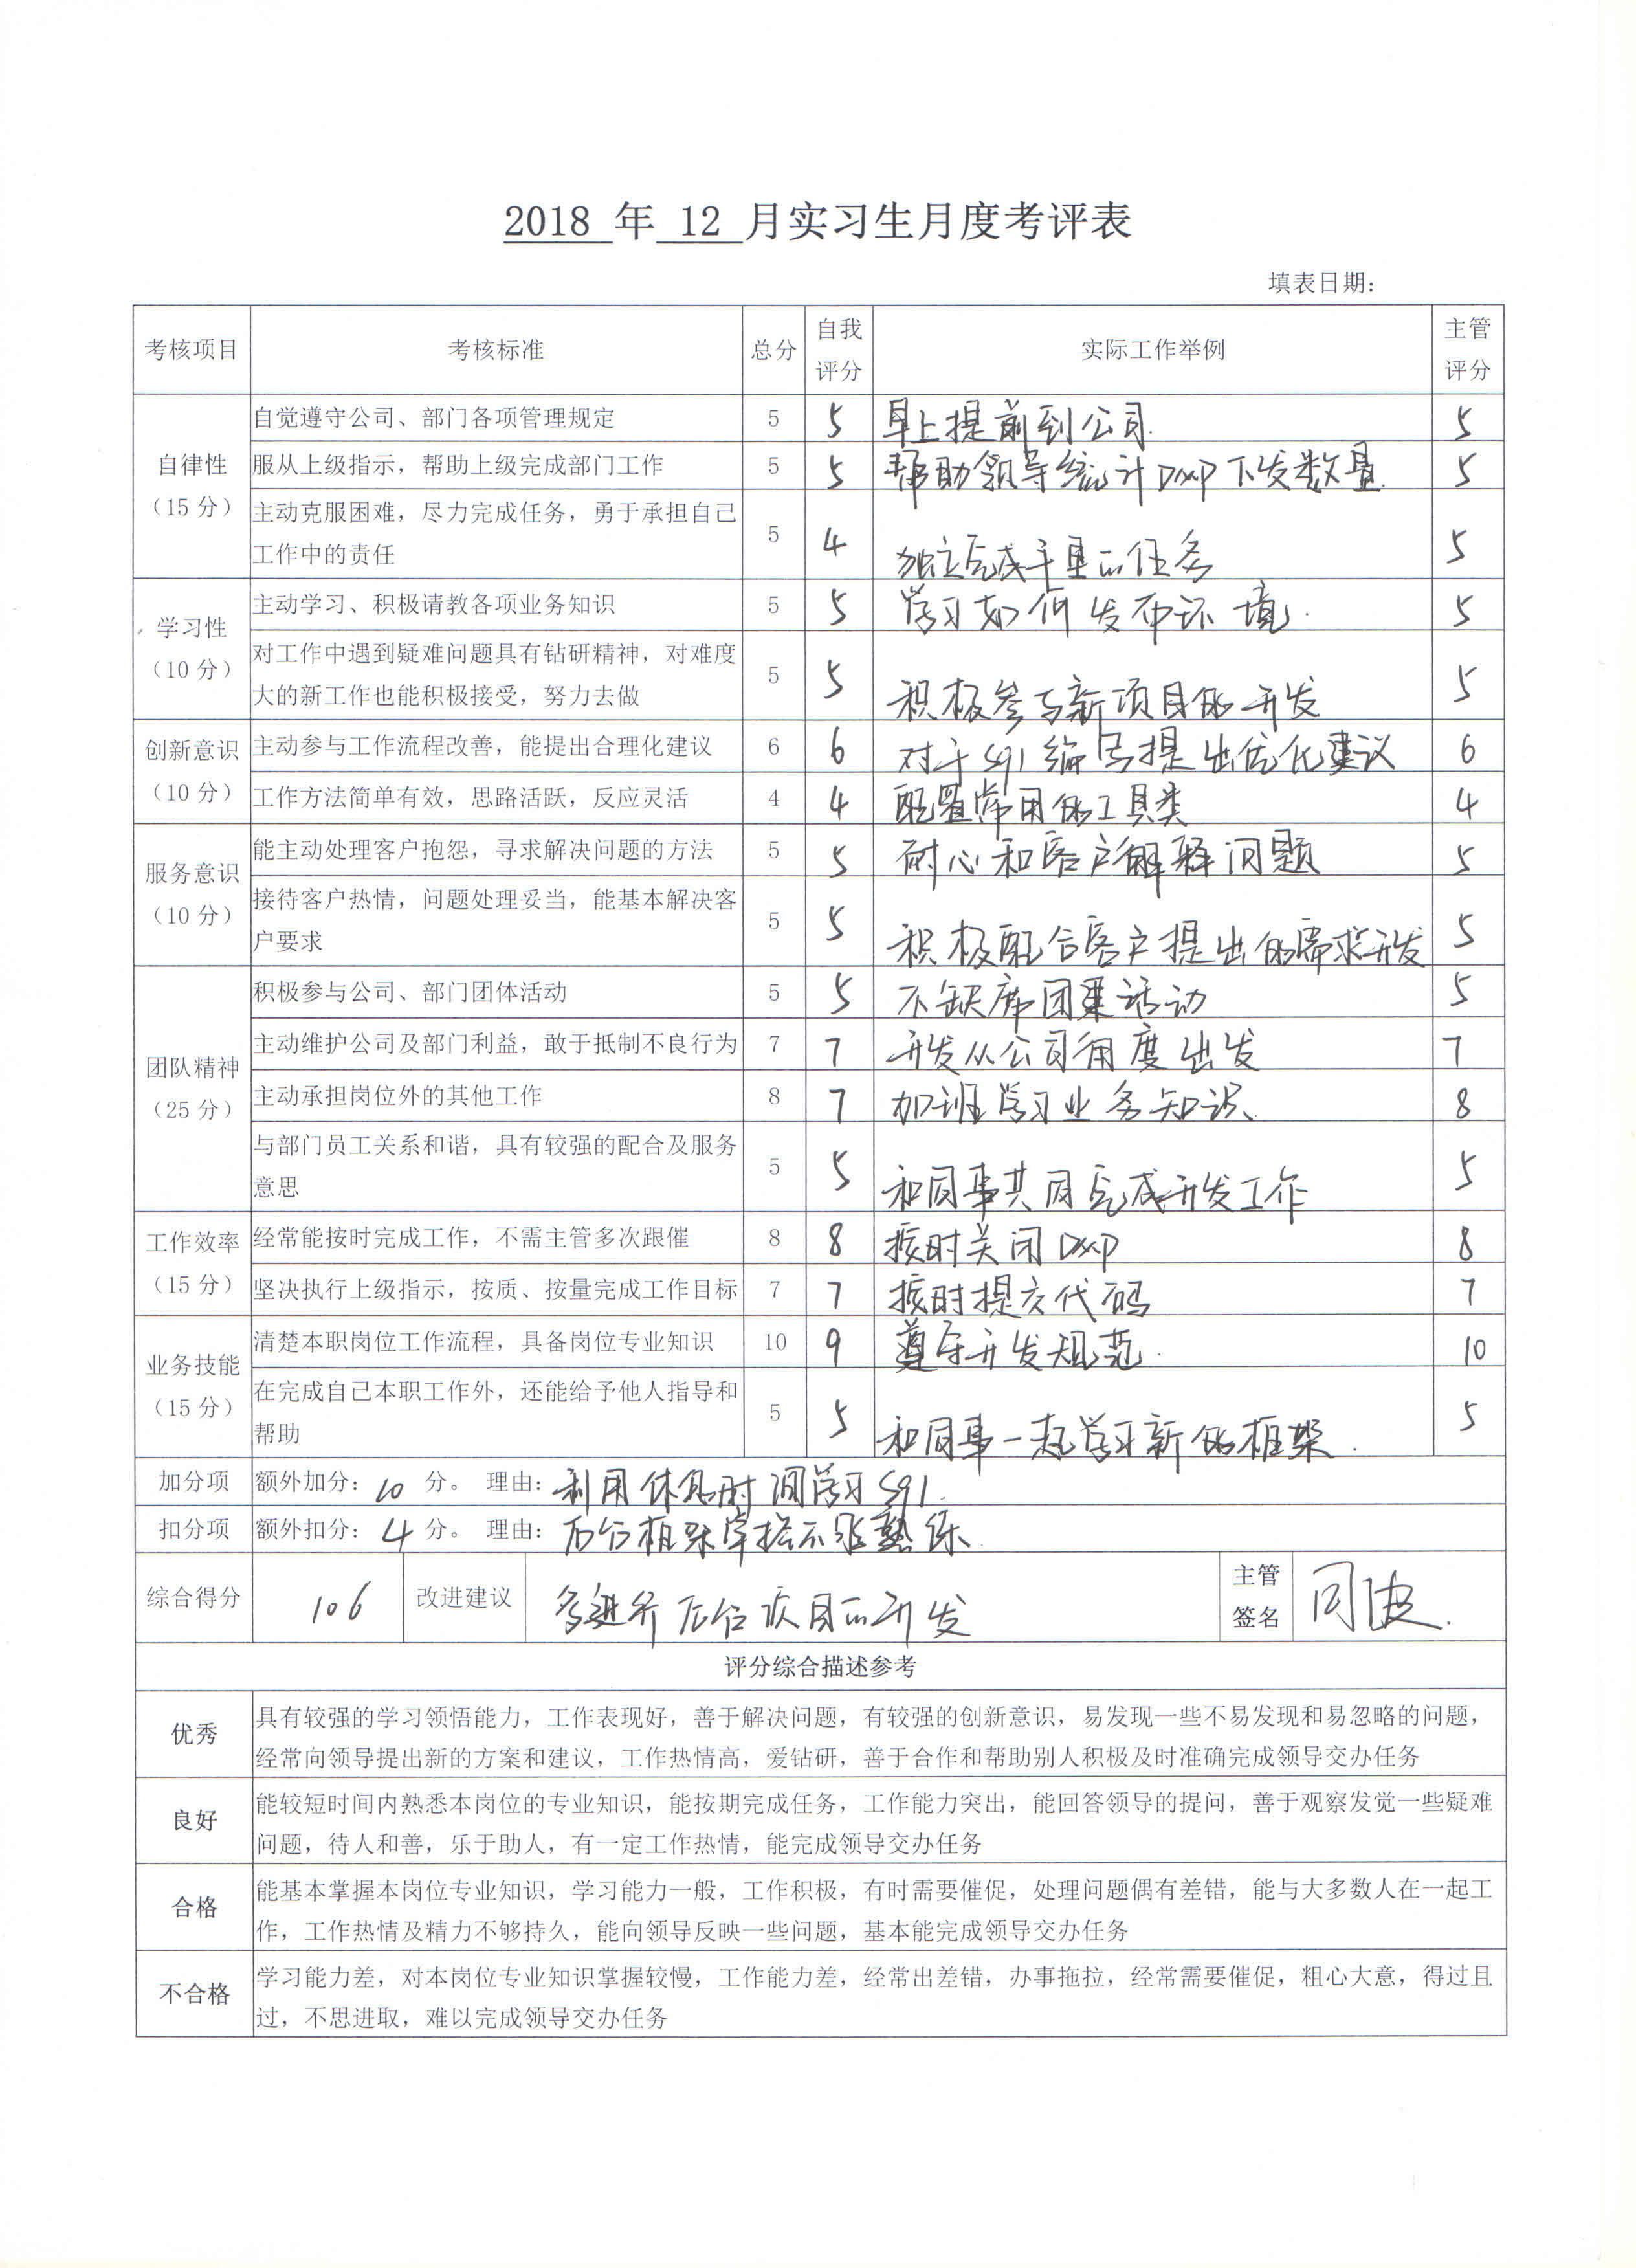 2018 年 12 月实习生月度考评表
填表日期：
考核项目 考核标准 总分 自我评分 实际工作举例 主管评分
自律性（15 分）
自觉遵守公司、部门各项管理规定 5 5 早上提前到公司. 5
服从上级指示，帮助上级完成部门工作 5 5 帮助领导统计 下发数量. 5
主动克服困难，尽力完成任务，勇于承担自己
工作中的责任 5 4 独立完成 任务 5
学习性（10 分）
主动学习、积极请教各项业务知识 5 5 学习如何发布环境. 5
对工作中遇到疑难问题具有钻研精神，对难度
大的新工作也能积极接受，努力去做 5 5 积极参与新项目的开发 5
创新意识（10 分）
主动参与工作流程改善，能提出合理化建议 6 6 对于sql编写提出优化建议 6
工作方法简单有效，思路活跃，反应灵活 4 4 配置常用的工具类 4
服务意识（10 分）
能主动处理客户抱怨，寻求解决问题的方法 5 5 耐心和客户解释问题 5
接待客户热情，问题处理妥当，能基本解决客
户要求 5 5 积极配合客户提出的需求开发 5
团队精神（25 分）
积极参与公司、部门团体活动 5 5 不缺席团建活动 5
主动维护公司及部门利益，敢于抵制不良行为 7 7 开发从公司角度出发 7
主动承担岗位外的其他工作 8 7 加班学习业务知识. 8
与部门员工关系和谐，具有较强的配合及服务
意思 5 5 和同事共同完成开发工作 5
工作效率（15 分）
经常能按时完成工作，不需主管多次跟催 8 8 按时关闭 8
坚决执行上级指示，按质、按量完成工作目标 7 7 按时提交代码 7
业务技能（15 分）
清楚本职岗位工作流程，具备岗位专业知识 10 9 遵守开发规范. 10
在完成自己本职工作外，还能给予他人指导和
帮助 5 5 和同事一起学习新的框架. 5
加分项 额外加分： 10 分。 理由： 利用休息时间学习sql.
扣分项 额外扣分： 4 分。 理由： 后台框架掌握不够熟练.
综合得分 106 改进建议 多进行后台项目的开发 主管签名
评分综合描述参考
优秀
具有较强的学习领悟能力，工作表现好，善于解决问题，有较强的创新意识，易发现一些不易发现和易忽略的问题，
经常向领导提出新的方案和建议，工作热情高，爱钻研，善于合作和帮助别人积极及时准确完成领导交办任务
良好
能较短时间内熟悉本岗位的专业知识，能按期完成任务，工作能力突出，能回答领导的提问，善于观察发觉一些疑难
问题，待人和善，乐于助人，有一定工作热情，能完成领导交办任务
合格
能基本掌握本岗位专业知识，学习能力一般，工作积极，有时需要催促，处理问题偶有差错，能与大多数人在一起工
作，工作热情及精力不够持久，能向领导反映一些问题，基本能完成领导交办任务
不合格
学习能力差，对本岗位专业知识掌握较慢，工作能力差，经常出差错，办事拖拉，经常需要催促，粗心大意，得过且
过，不思进取，难以完成领导交办任务